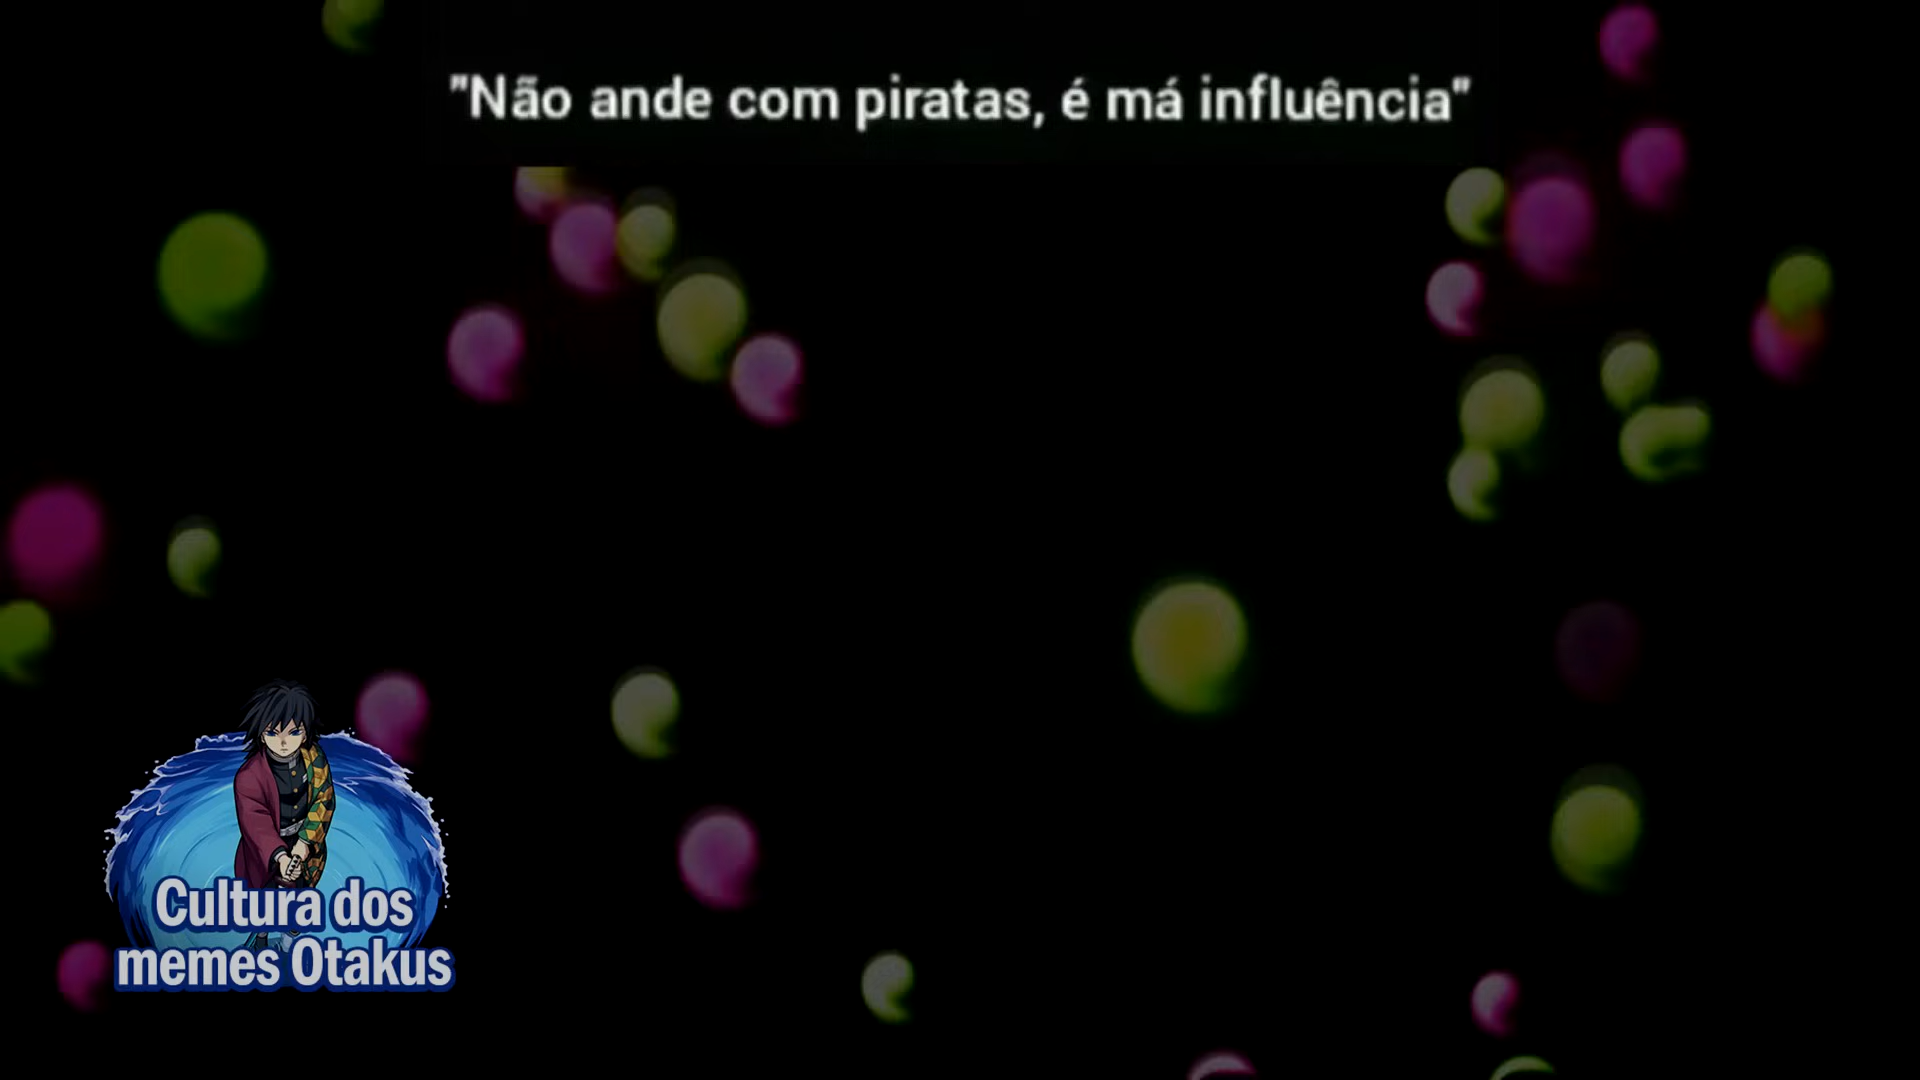 "Não ande com piratas, é má influência"
Cultura dos
memes Otakus